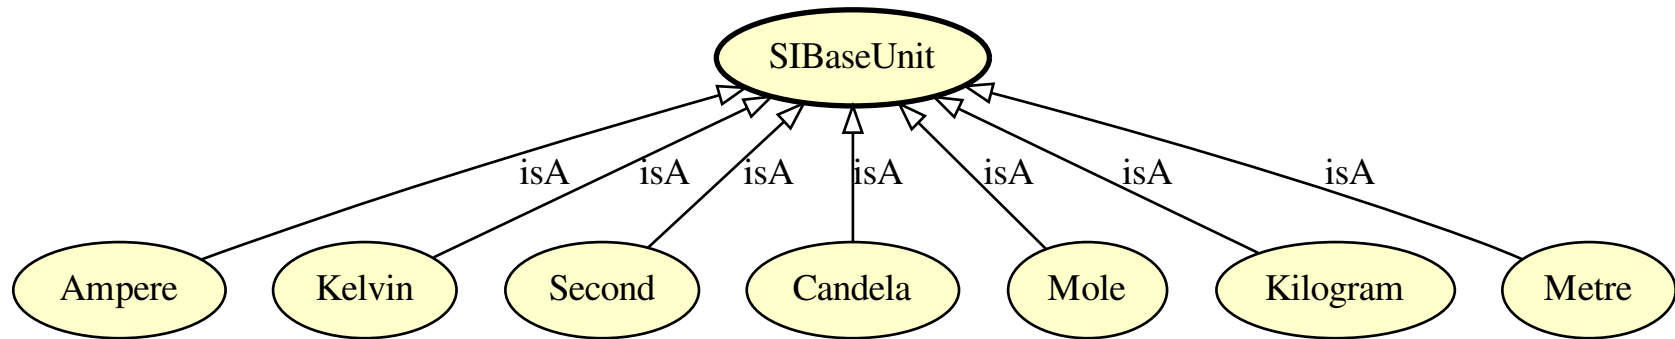 SIBaseUnit
isA isA isA isA isA isA isA
Ampere Kelvin Second Candela Mole Kilogram Metre